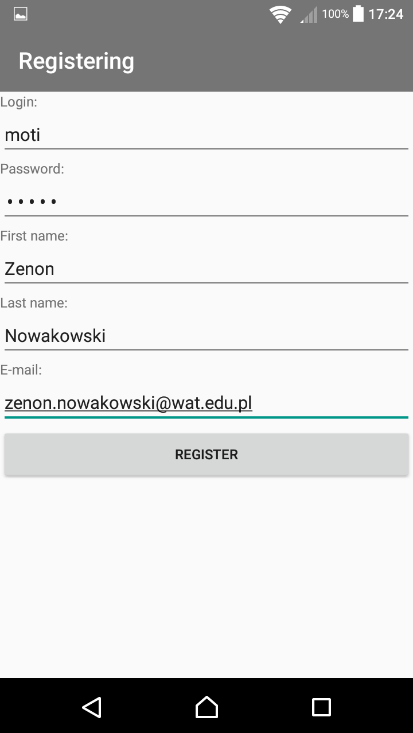 100% 17:24
Registering
Login:
moti
Password:
•••••
First name:
Zenon
Last name:
Nowakowski
E-mail:
zenon.nowakowski@wat.edu.pl
REGISTER